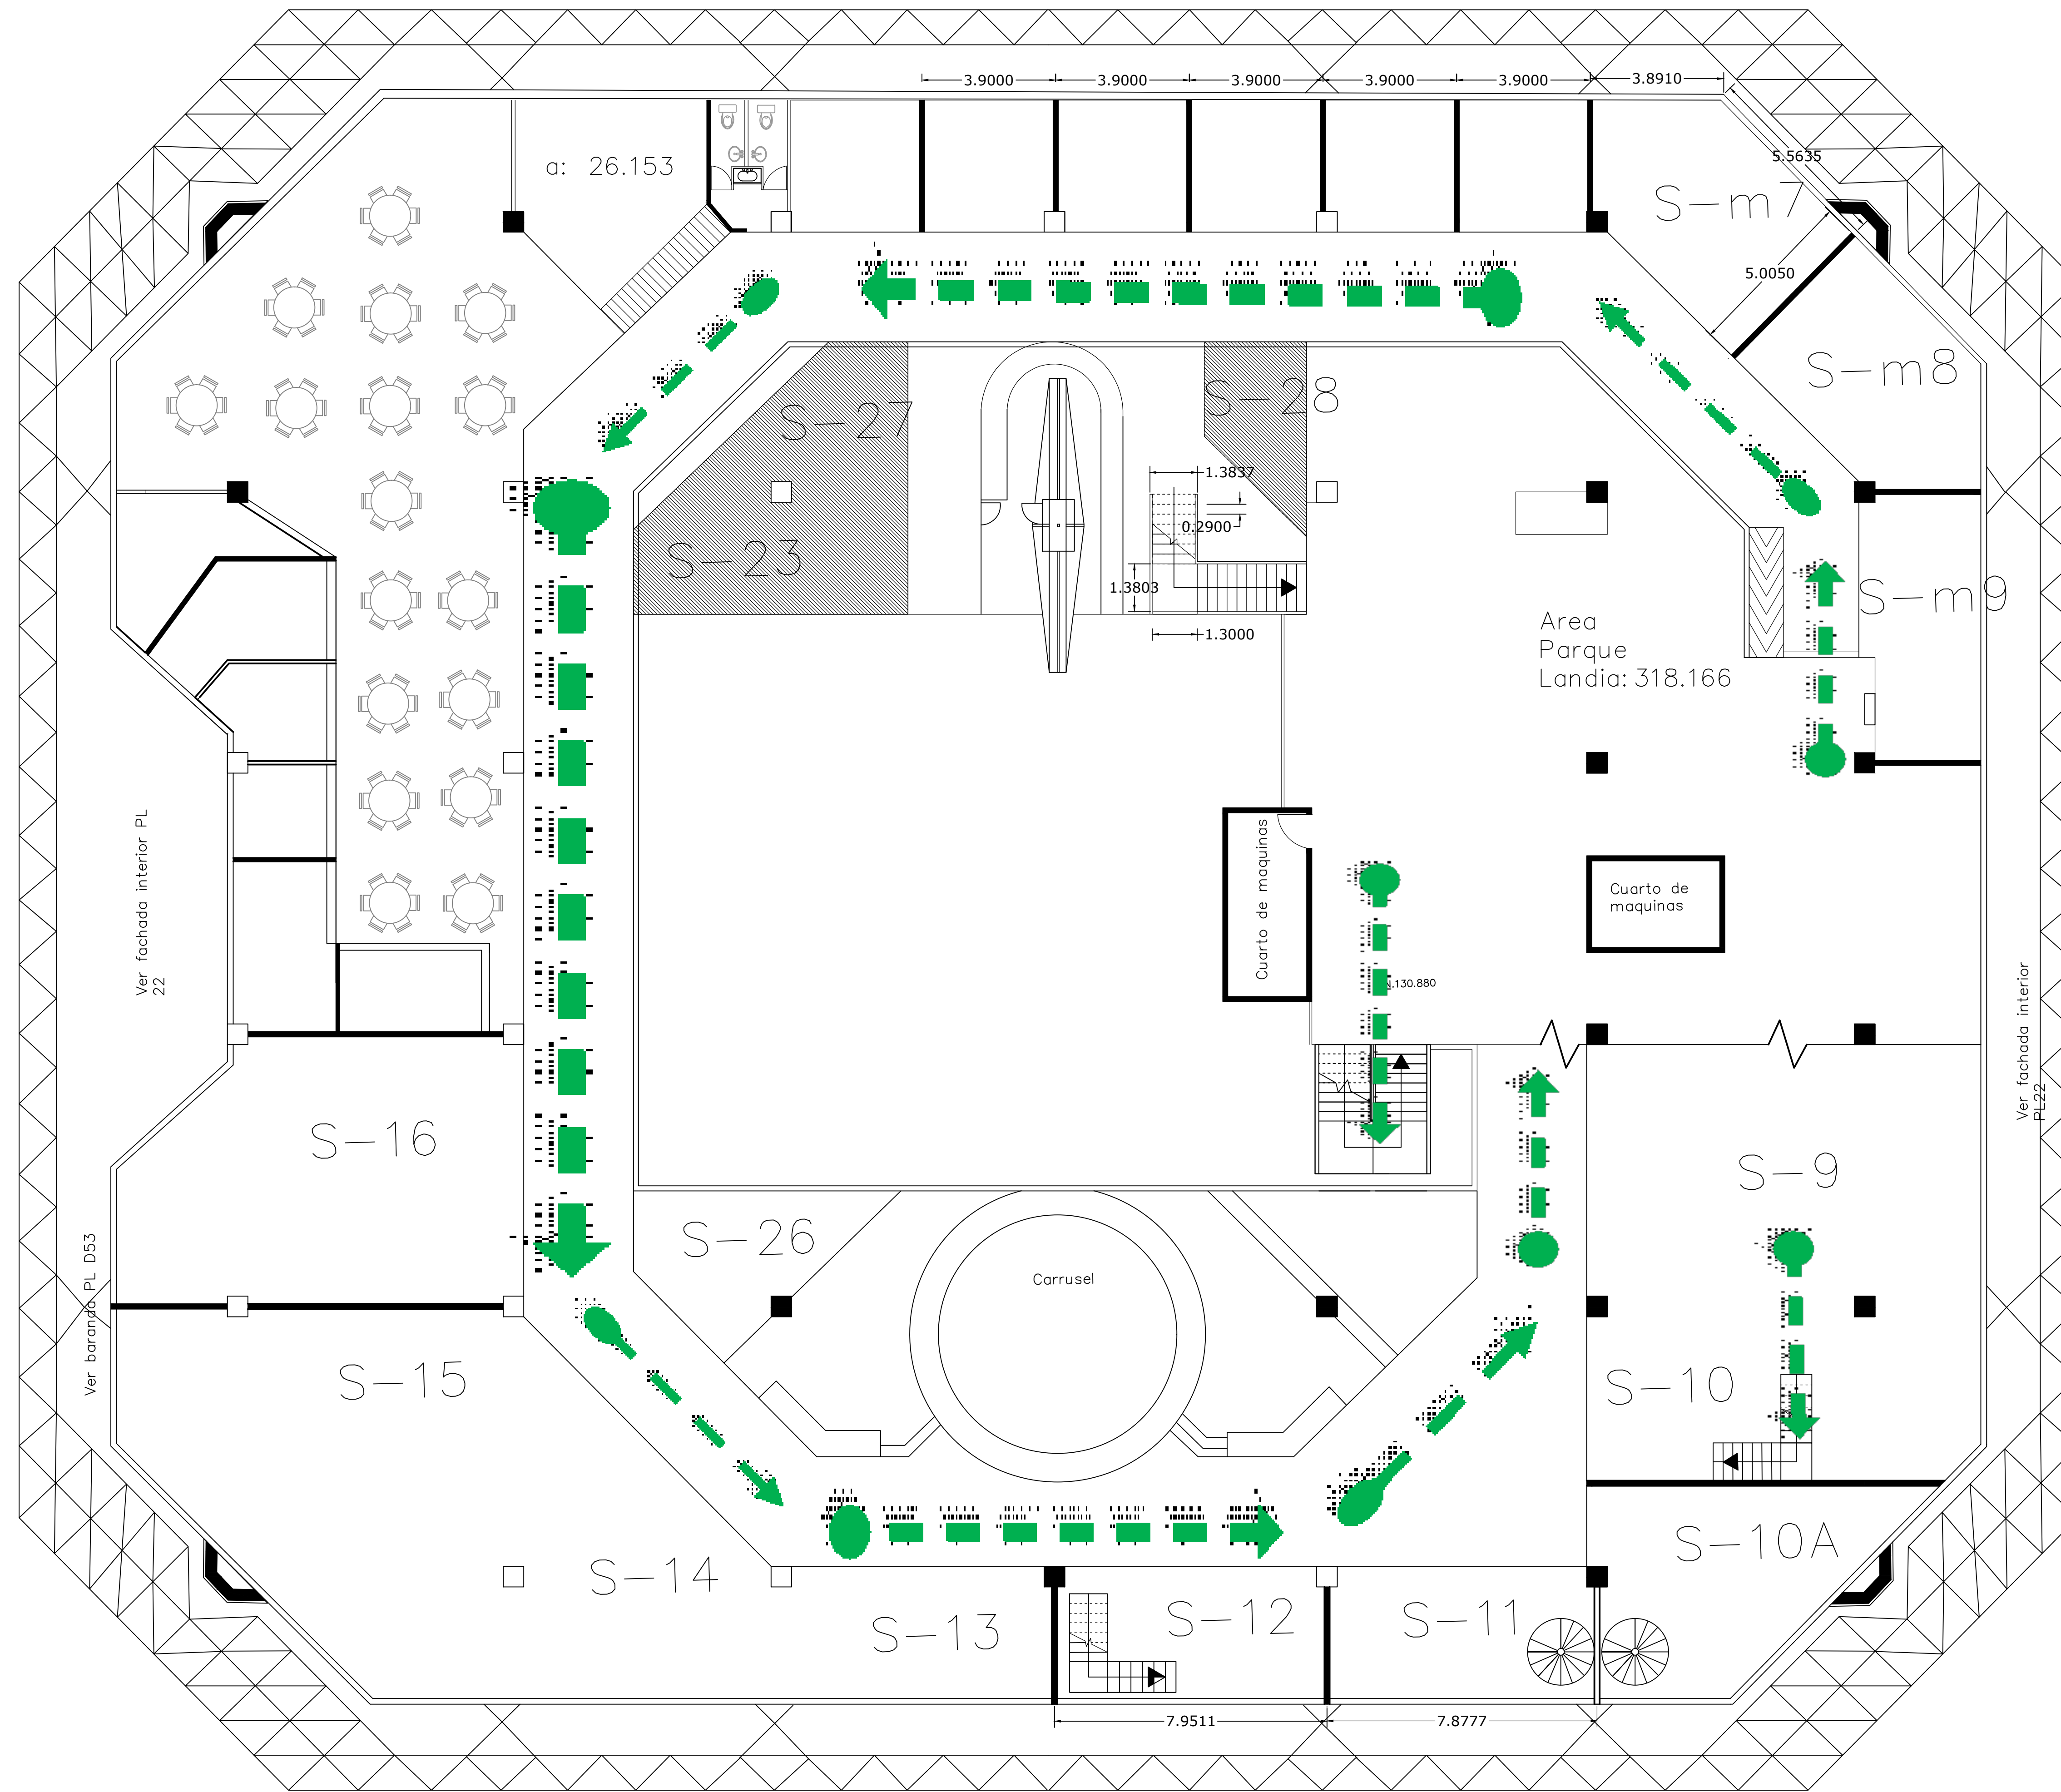 3.9000
3.9000
3.9000
3.9000
3.9000
3.8910
5.5635
a: 26.153
S-m7
5.0050
S-m8
S-27
S-28
1.3837
0.2900
S-23
1.3803
S-m9
1.3000
Area
Parque
Landia: 318.166
Ver fachada interior PL
22
Cuarto de maquinas
Cuarto de
maquinas
.130.880
Ver fachada interior
PL22
S-16
S-9
S-26
Carrusel
Ver baranda PL D53
S-15
S-10
S-14
S-10A
S-13
S-12
S-11
7.9511
7.8777